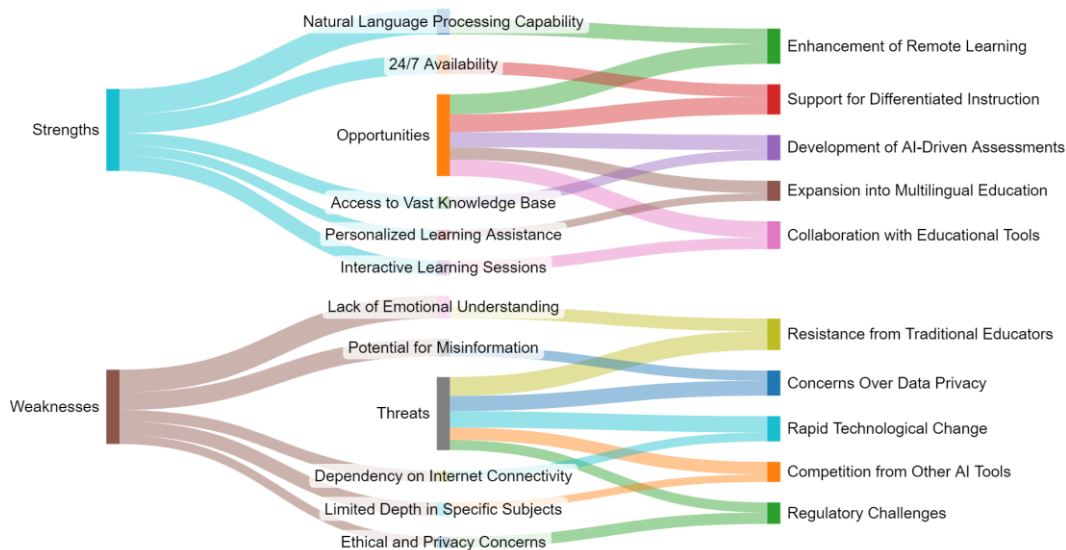 Natural Language Processing Capability
Enhancement of Remote Learning
24/7 Availability
Support for Differentiated Instruction
Strengths
Opportunities
Development of AI-Driven Assessments
Access to Vast Knowledge Base
Expansion into Multilingual Education
Personalized Learning Assistance
Collaboration with Educational Tools
Interactive Learning Sessions
Lack of Emotional Understanding
Resistance from Traditional Educators
Potential for Misinformation
Concerns Over Data Privacy
Weaknesses
Threats
Rapid Technological Change
Dependency on Internet Connectivity
Competition from Other AI Tools
Limited Depth in Specific Subjects
Regulatory Challenges
Ethical and Privacy Concerns